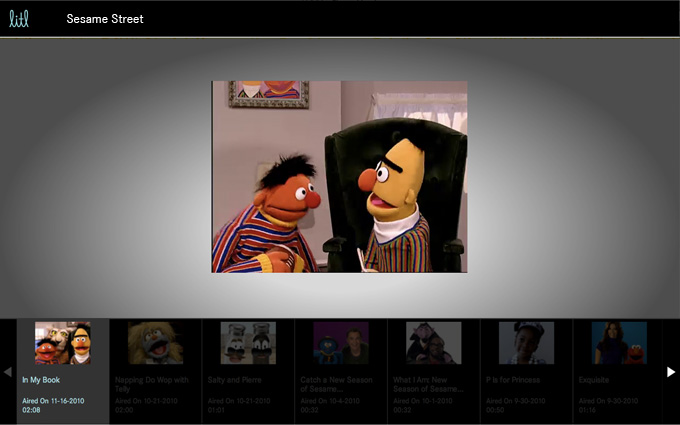 litl
Sesame Street
In My Book
Aired On 11-16-2010
02:08
Napping Do Wop with
Telly
Aired On 10-21-2010
02:00
Salty and Pierre
Aired On 10-21-2010
01:01
Catch a New Season
of Sesame...
Aired On 10-4-2010
00:32
What I Am: New
Season of Sesame...
Aired On 10-1-2010
00:32
P is for Princess
Aired On 9-30-2010
00:50
Exquisite
Aired On 9-30-2010
01:16